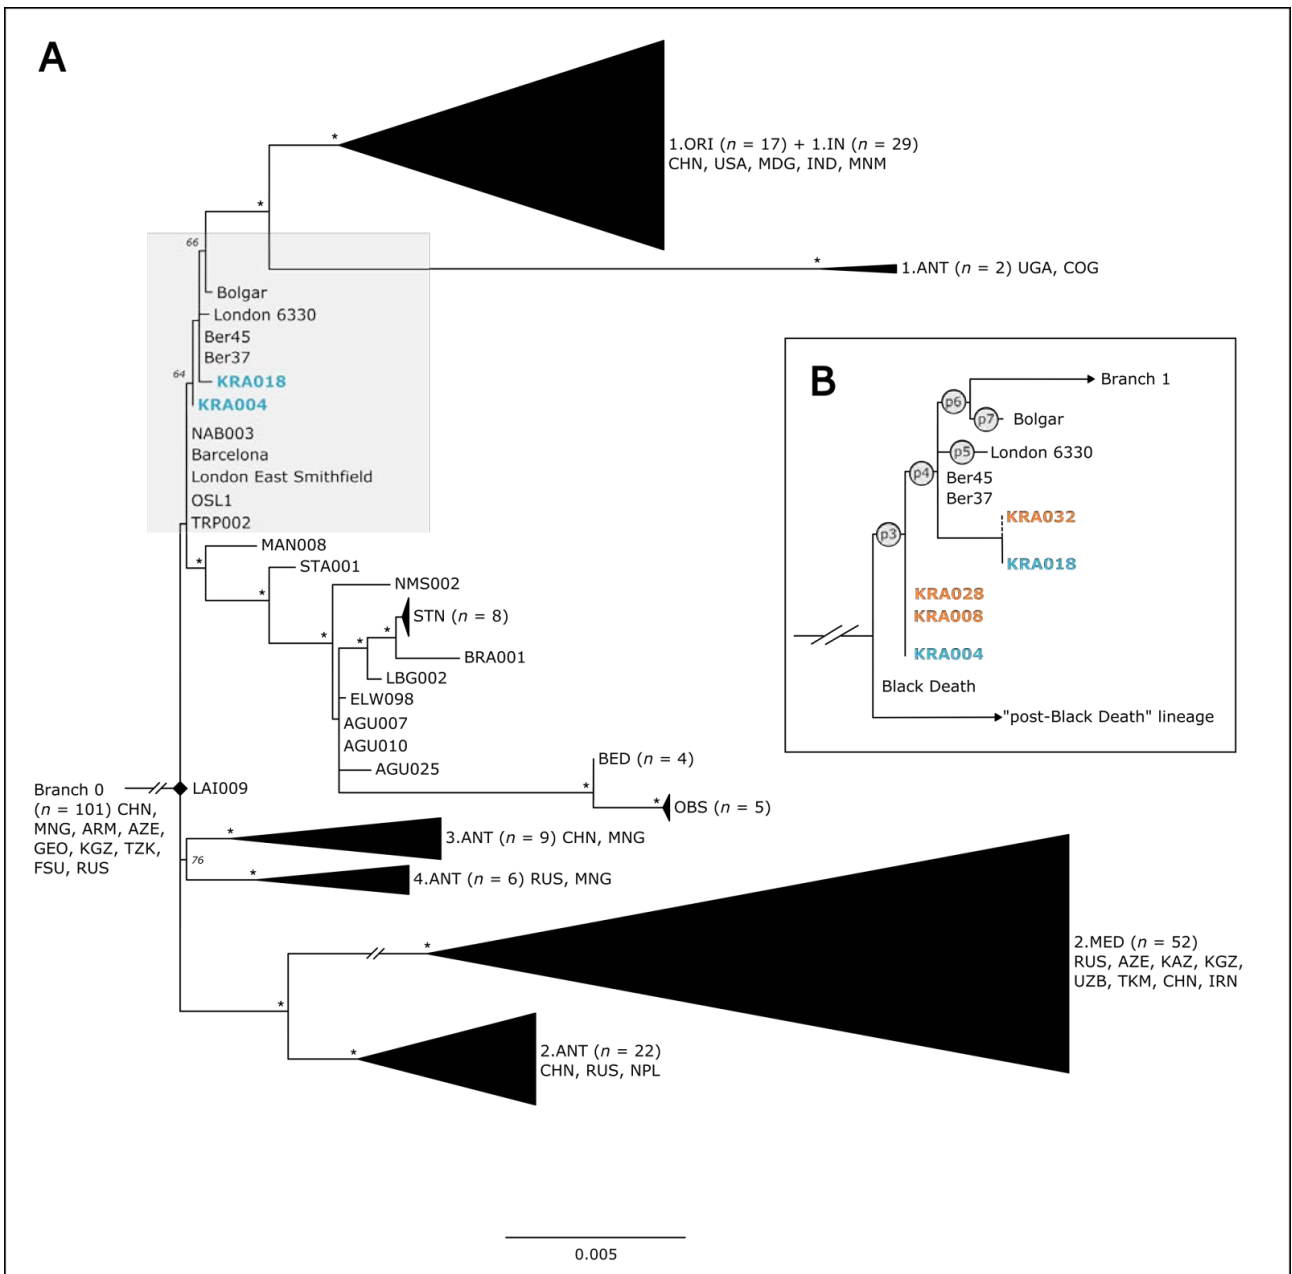 A
*
1.ORI (n = 17) + 1.IN (n = 29)
CHN, USA, MDG, IND, MNM
*
66
*
1.ANT (n = 2) UGA, COG
Bolgar
London 6330
Ber45
Ber37
64
KRA018
KRA004
NAB003
Barcelona
London East Smithfield
OSL1
TRP002
MAN008
*
STA001
*
NMS002
STN (n = 8)
*
*
*
BRA001
LBG002
ELW098
AGU007
AGU010
AGU025
BED (n = 4)
*
*
OBS (n = 5)
Branch 0
(n = 101) CHN,
MNG, ARM, AZE,
GEO, KGZ, TZK,
FSU, RUS
LAI009
*
3.ANT (n = 9) CHN, MNG
76
*
4.ANT (n = 6) RUS, MNG
*
2.MED (n = 52)
RUS, AZE, KAZ, KGZ,
UZB, TKM, CHN, IRN
*
*
2.ANT (n = 22)
CHN, RUS, NPL
0.005
B
Branch 1
p6
p7
Bolgar
p5
London 6330
p4
Ber45
Ber37
KRA032
p3
KRA018
KRA028
KRA008
KRA004
Black Death
"post-Black Death" lineage